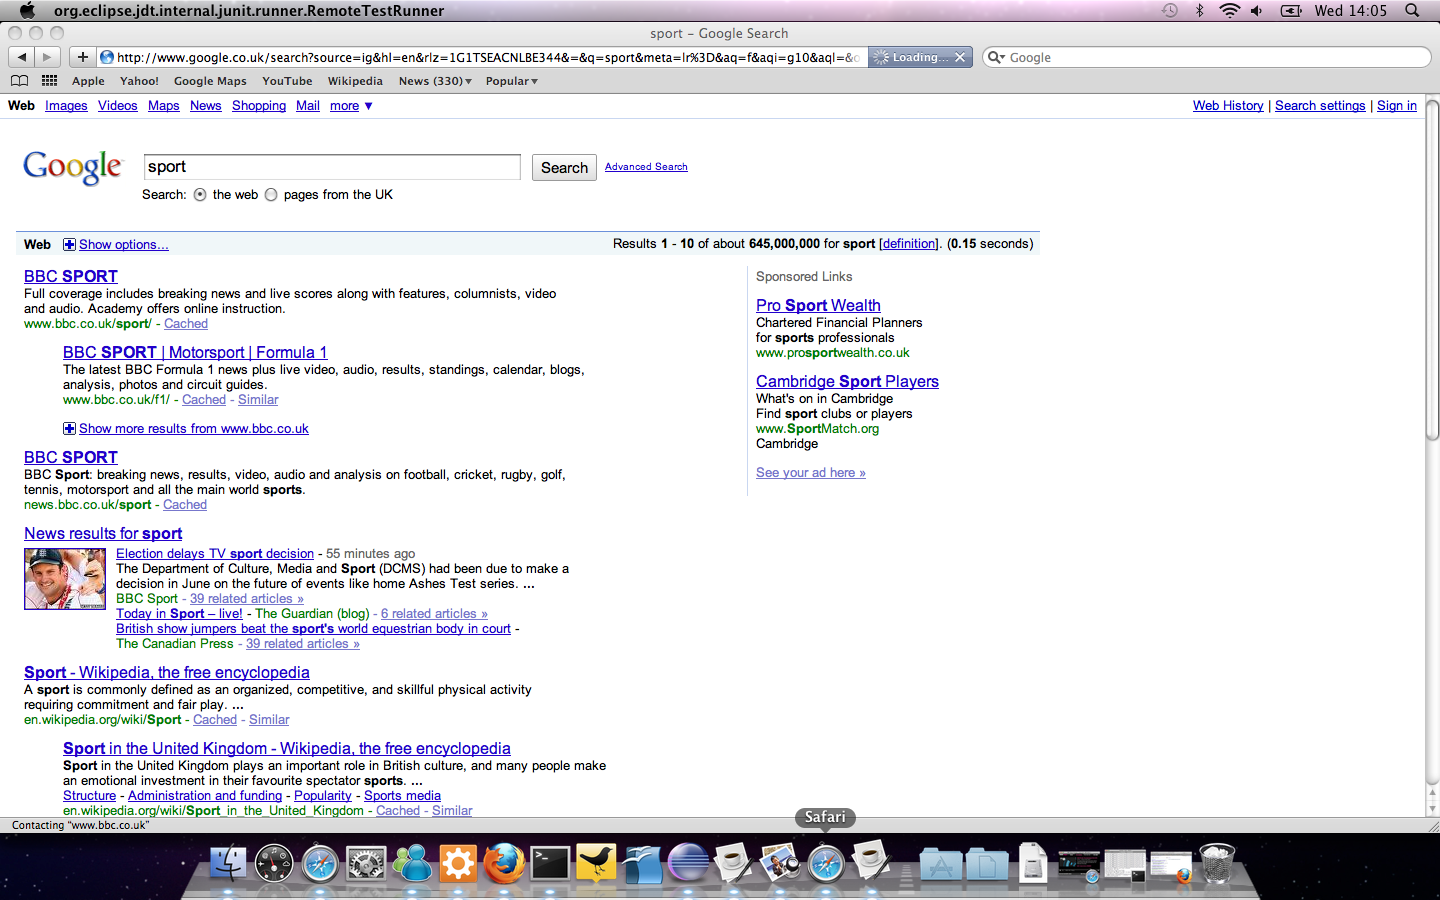 org.eclipse.jdt.internal.junit.runner.RemoteTestRunner
Wed 14:05
sport – Google Search
http://www.google.co.uk/search?source=ig&hl=en&rlz=1G1TSEACNLBE344&=&q=sport&meta=lr%3D&aq=f&aqi=g10&aql=&o
Loading...
Google
Apple Yahoo! Google Maps YouTube Wikipedia News (330)▾ Popular▾
Web Images Videos Maps News Shopping Mail more ▼
Web History | Search settings | Sign in
Google
sport
Search
Advanced Search
Search: the web pages from the UK
Web Show options...
Results 1 - 10 of about 645,000,000 for sport [definition]. (0.15 seconds)
BBC SPORT
Full coverage includes breaking news and live scores along with features, columnists, video
and audio. Academy offers online instruction.
www.bbc.co.uk/sport/ - Cached
BBC SPORT | Motorsport | Formula 1
The latest BBC Formula 1 news plus live video, audio, results, standings, calendar, blogs,
analysis, photos and circuit guides.
www.bbc.co.uk/f1/ - Cached - Similar
Show more results from www.bbc.co.uk
BBC SPORT
BBC Sport: breaking news, results, video, audio and analysis on football, cricket, rugby, golf,
tennis, motorsport and all the main world sports.
news.bbc.co.uk/sport - Cached
News results for sport
Election delays TV sport decision - 55 minutes ago
The Department of Culture, Media and Sport (DCMS) had been due to make a
decision in June on the future of events like home Ashes Test series. ...
BBC Sport - 39 related articles »
Today in Sport – live! - The Guardian (blog) - 6 related articles »
British show jumpers beat the sport's world equestrian body in court -
The Canadian Press - 39 related articles »
Sport - Wikipedia, the free encyclopedia
A sport is commonly defined as an organized, competitive, and skillful physical activity
requiring commitment and fair play. ...
en.wikipedia.org/wiki/Sport - Cached - Similar
Sport in the United Kingdom - Wikipedia, the free encyclopedia
Sport in the United Kingdom plays an important role in British culture, and many people make
an emotional investment in their favourite spectator sports. ...
Structure - Administration and funding - Popularity - Sports media
en.wikipedia.org/wiki/Sport_in_the_United_Kingdom - Cached - Similar
Sponsored Links
Pro Sport Wealth
Chartered Financial Planners
for sports professionals
www.prosportwealth.co.uk
Cambridge Sport Players
What's on in Cambridge
Find sport clubs or players
www.SportMatch.org
Cambridge
See your ad here »
Contacting “www.bbc.co.uk”
Safari